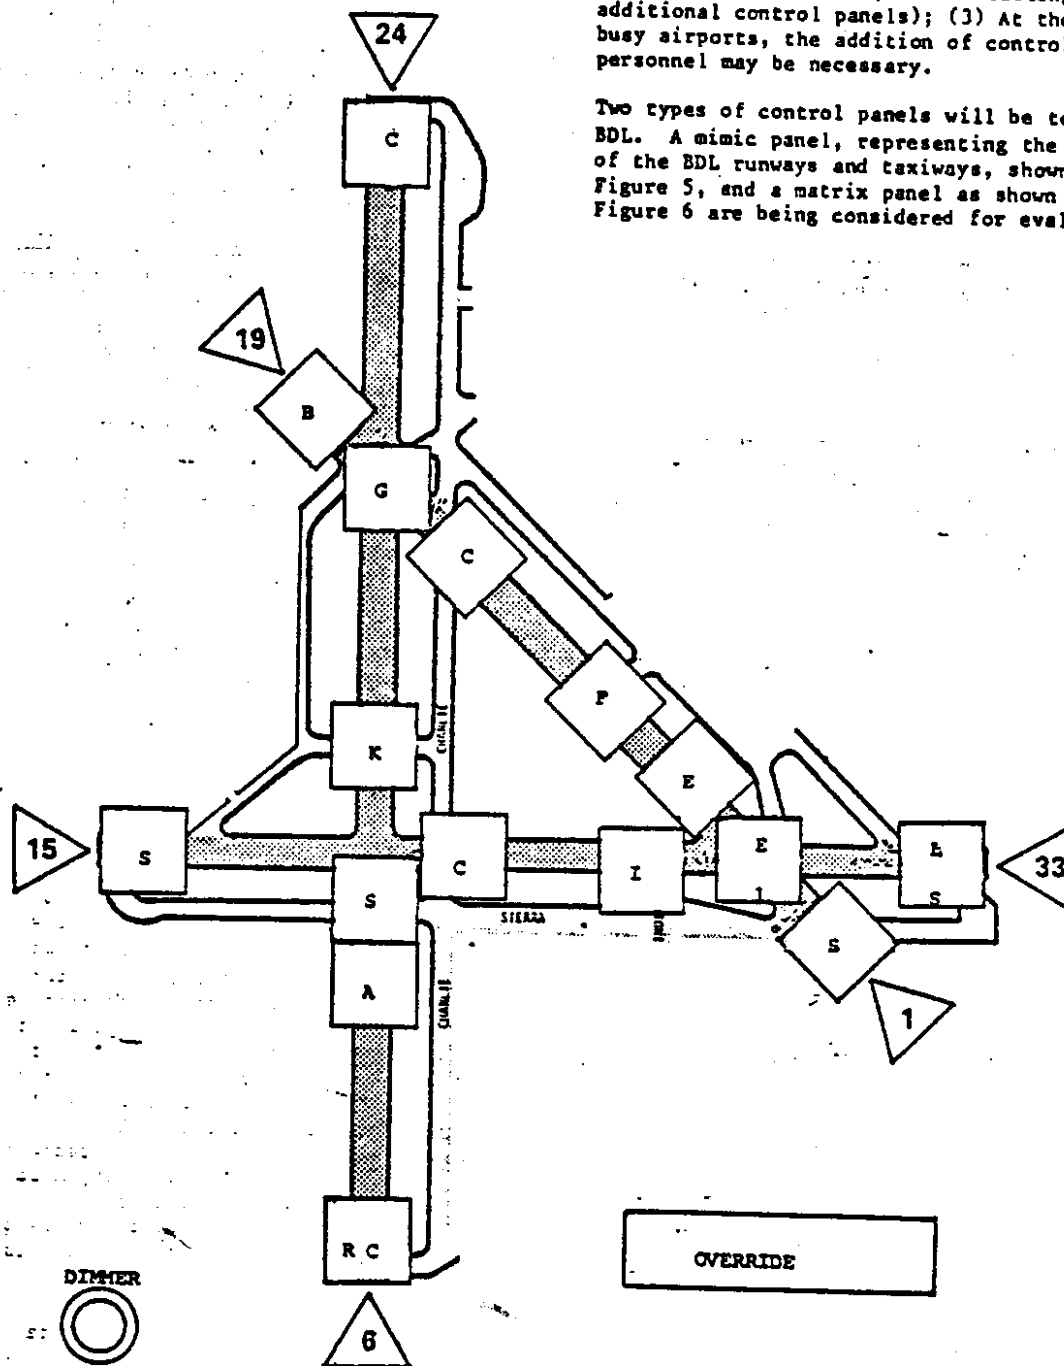 additional control panels); (3) At the
busy airports, the addition of control
personnel may be necessary.
Two types of control panels will be
BDL. A mimic panel, representing the
of the BDL runways and taxiways, shown
Figure 5, and a matrix panel as shown
Figure 6 are being considered for
24
C
19
B
G
C
F
CHARLIE
K
E
15
S
C
I
E
1
E
S
33
S
SIERRA
S
A
CHARLIE
1
R C
OVERRIDE
DIMMER
6